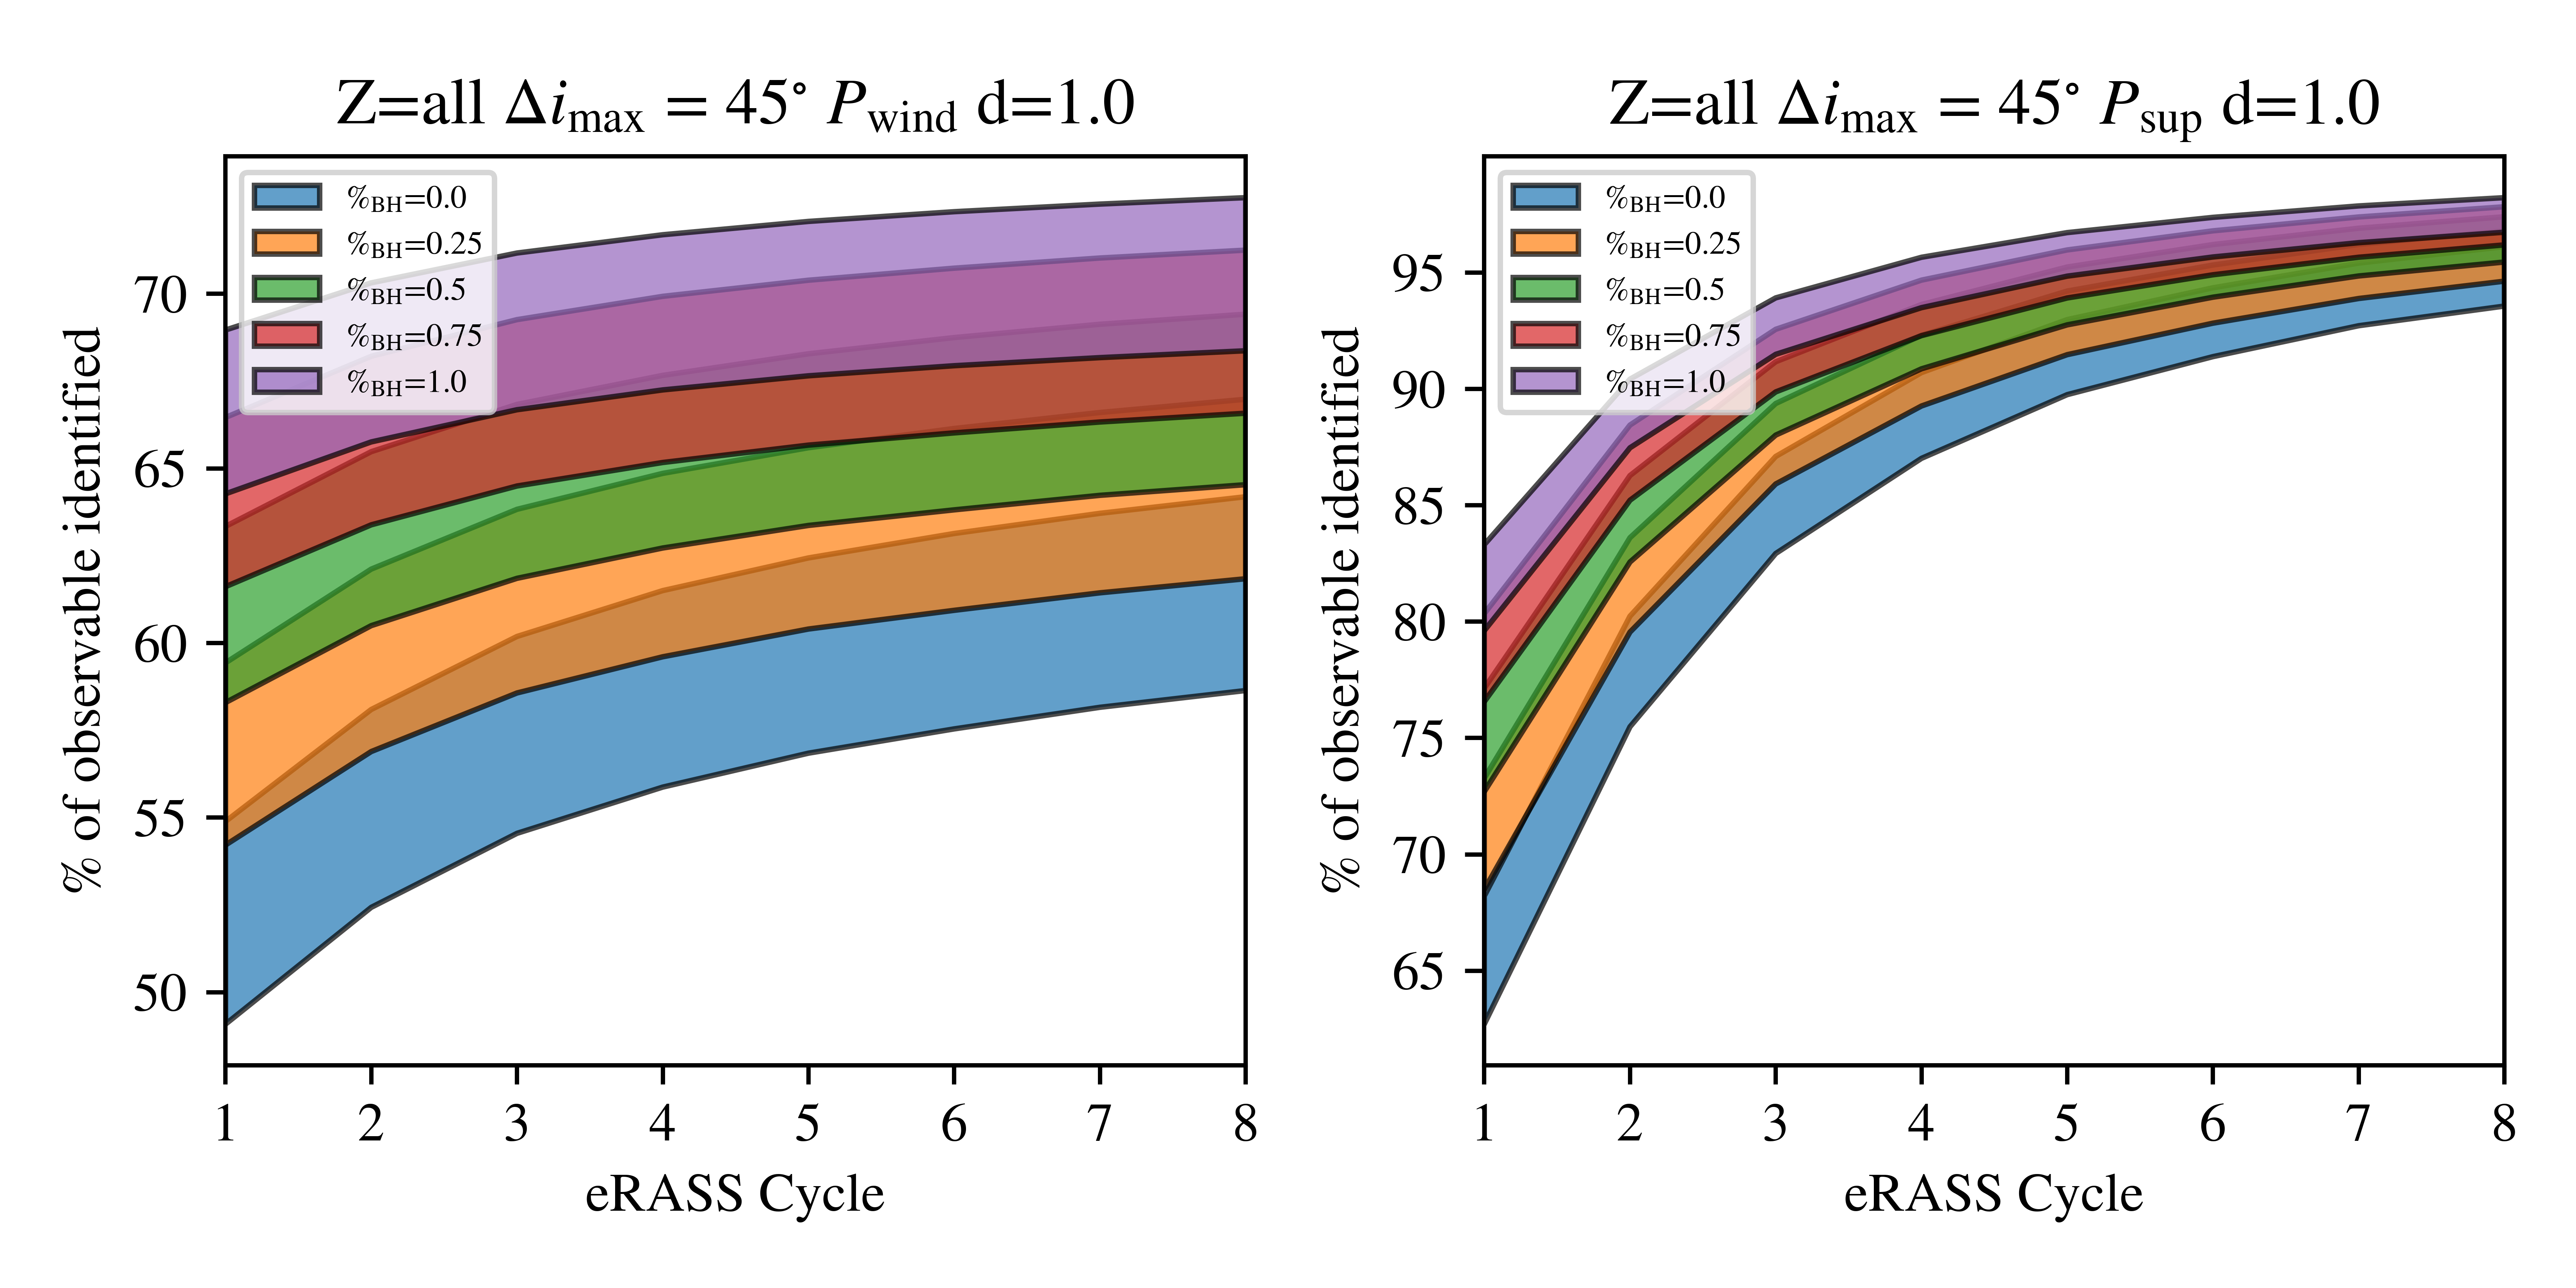 Z=all Δi_max = 45° P_wind d=1.0
%_BH=0.0
%_BH=0.25
%_BH=0.5
%_BH=0.75
%_BH=1.0
% of observable identified
70
65
60
55
50
1 2 3 4 5 6 7 8
eRASS Cycle
Z=all Δi_max = 45° P_sup d=1.0
%_BH=0.0
%_BH=0.25
%_BH=0.5
%_BH=0.75
%_BH=1.0
% of observable identified
95
90
85
80
75
70
65
1 2 3 4 5 6 7 8
eRASS Cycle